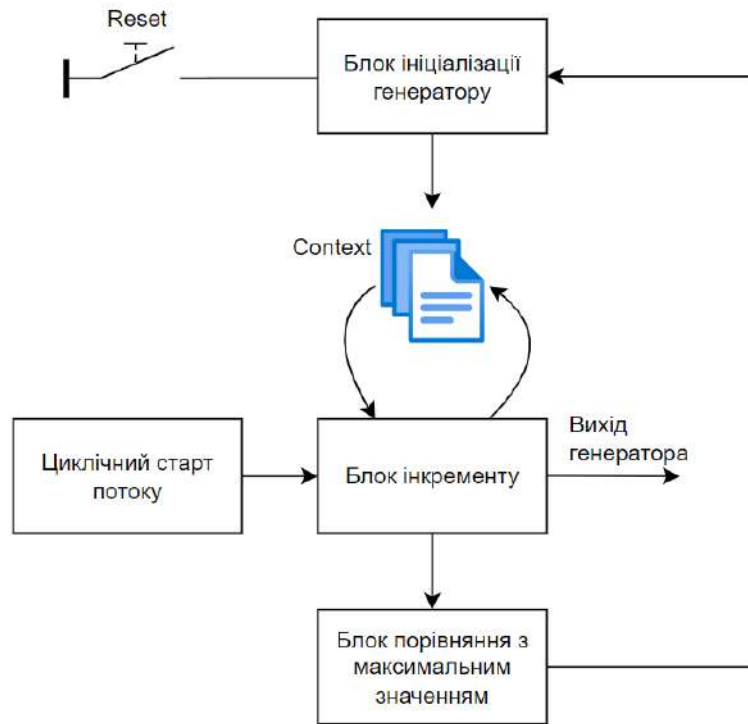 Reset
Блок ініціалізації
генератору
Context
Циклічний старт
потоку
Блок інкременту
Вихід
генератора
Блок порівняння з
максимальним
значенням